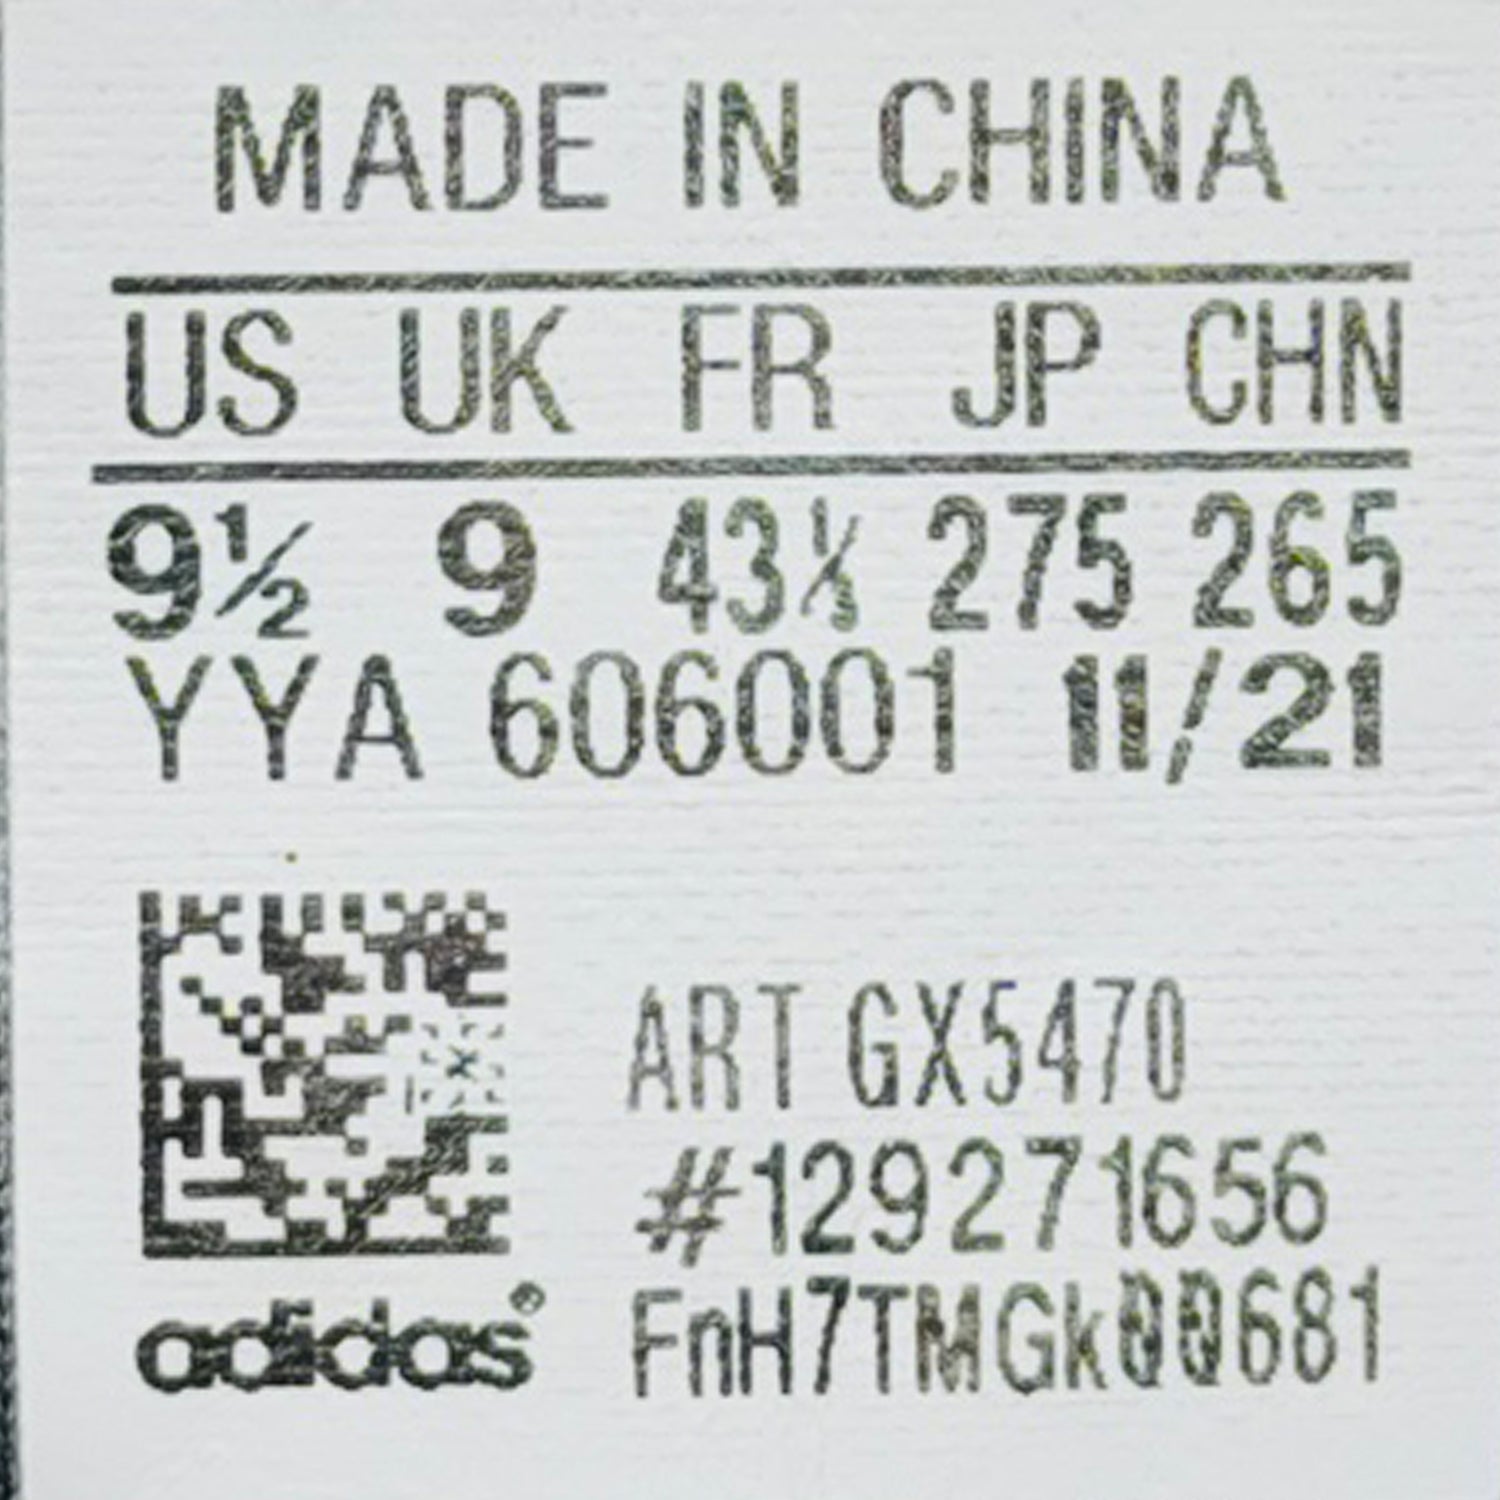 MADE IN CHINA
US UK FR JP CHN
9½ 9 43⅓ 275 265
YYA 606001 11/21
ART GX5470
#129271656
FnH7TMGk00681
adidas®